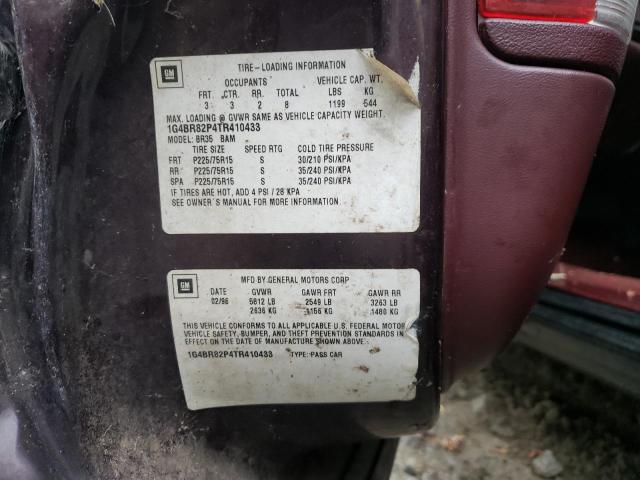 GM
TIRE-LOADING INFORMATION
OCCUPANTS VEHICLE CAP. WT.
FRT. CTR. RR. TOTAL LBS KG
3 3 2 8 1199 544
MAX. LOADING @ GVWR SAME AS VEHICLE CAPACITY WEIGHT.
1G4BR82P4TR410433
MODEL: BR35 BAM
TIRE SIZE SPEED RTG COLD TIRE PRESSURE
FRT P225/75R15 S 30/210 PSI/KPA
RR P225/75R15 S 35/240 PSI/KPA
SPA P225/75R15 S 35/240 PSI/KPA
IF TIRES ARE HOT, ADD 4 PSI / 28 KPA
SEE OWNER'S MANUAL FOR MORE INFORMATION.
GM
MFD BY GENERAL MOTORS CORP
DATE GVWR GAWR FRT GAWR RR
02/96 5812 LB 2549 LB 3263 LB
2636 KG 1156 KG 1480 KG
THIS VEHICLE CONFORMS TO ALL APPLICABLE U.S. FEDERAL MOTOR
VEHICLE SAFETY, BUMPER, AND THEFT PREVENTION STANDARDS IN
EFFECT ON THE DATE OF MANUFACTURE SHOWN ABOVE.
1G4BR82P4TR410433 TYPE: PASS CAR